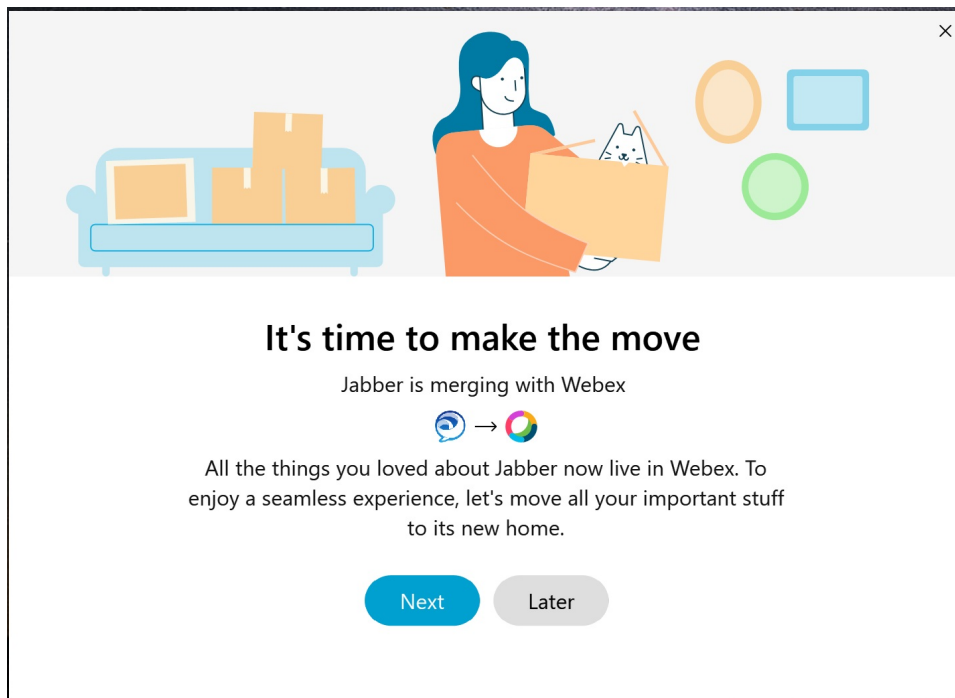 It's time to make the move
Jabber is merging with Webex
All the things you loved about Jabber now live in Webex. To
enjoy a seamless experience, let's move all your important stuff
to its new home.
Next
Later